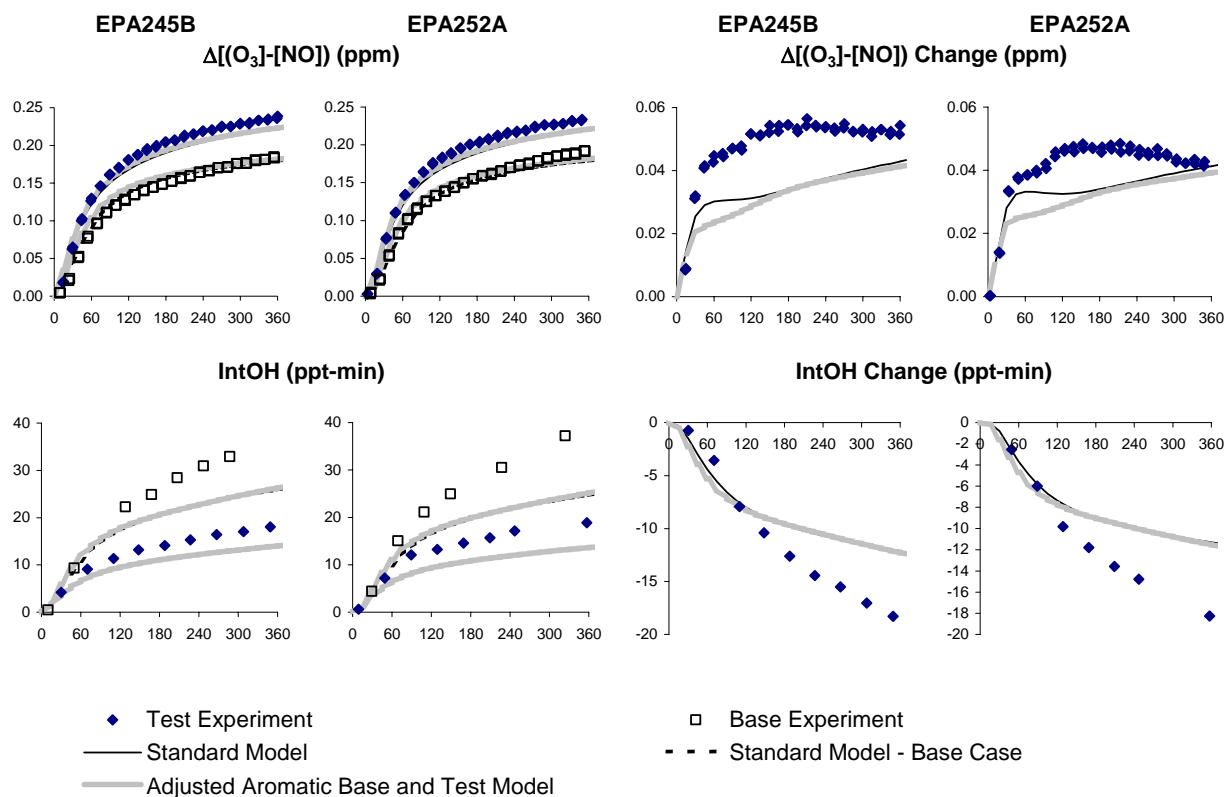 EPA245B EPA252A EPA245B EPA252A
Δ[(O3]-[NO]) (ppm) Δ[(O3]-[NO]) Change (ppm)
0.25 0.25 0.06 0.06
0.20 0.20
0.04 0.04
0.15 0.15
0.10 0.10
0.02 0.02
0.05 0.05
0.00 0.00 0.00 0.00
0 60 120 180 240 300 360 0 60 120 180 240 300 360 0 60 120 180 240 300 360 0 60 120 180 240 300 360
IntOH (ppt-min) IntOH Change (ppt-min)
40 40 0 0
0 60 120 180 240 300 360 0 60 120 180 240 300 360
-2
30 30 -5 -4
-6
20 20 -10 -8
-10
-12
10 10 -15 -14
-16
0 0 -18
0 60 120 180 240 300 360 0 60 120 180 240 300 360 -20 -20
Test Experiment Base Experiment
Standard Model Standard Model - Base Case
Adjusted Aromatic Base and Test Model